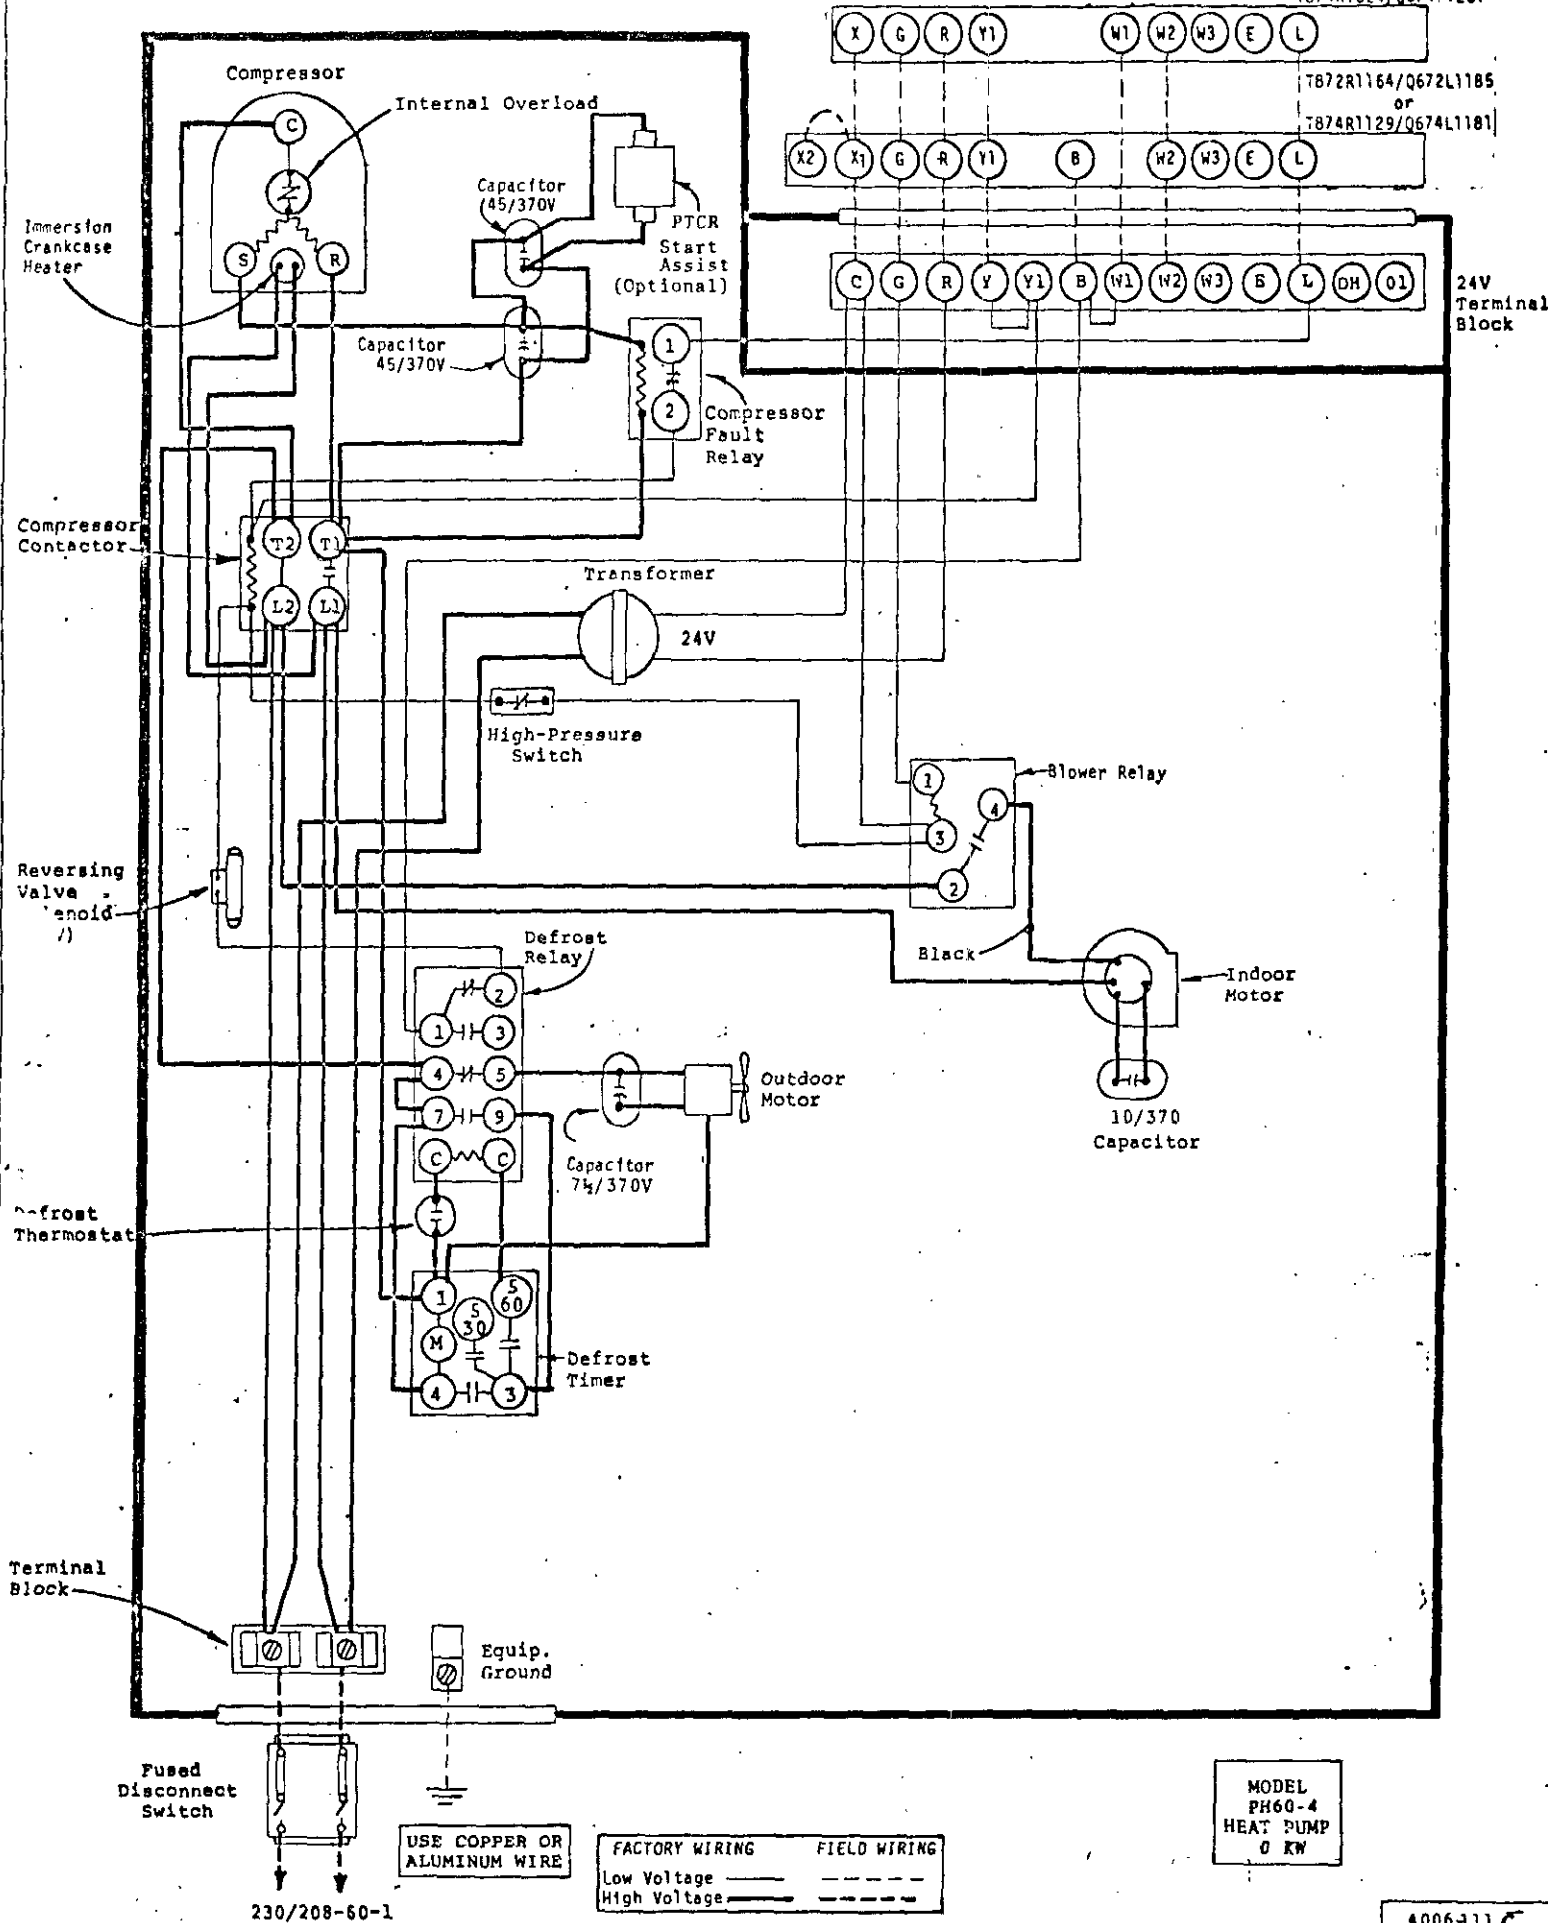 X G R Y1 W1 W2 W3 E L
T872R1164/Q672L1185
or
T874R1129/Q674L1181
X2 X1 G R Y1 B W2 W3 E L
Compressor
Internal Overload
C
S
R
Immersion
Crankcase
Heater
Capacitor
(45/370V
PTCR
Start
Assist
(Optional)
Capacitor
45/370V
C G R Y Y1 B W1 W2 W3 E L DH O1
24V
Terminal
Block
1
2
Compressor
Fault
Relay
Compressor
Contactor
T2 T1
L2 L1
Transformer
24V
High-Pressure
Switch
Blower Relay
1
4
3
2
Reversing
Valve
enoid
Defrost
Relay
Black
Indoor
Motor
2
1 3
4 5
7 9
C C
Outdoor
Motor
10/370
Capacitor
Capacitor
7½/370V
frost
Thermostat
1
S
60
S
30
M
4 3
Defrost
Timer
Terminal
Block
Equip.
Ground
Fused
Disconnect
Switch
230/208-60-1
USE COPPER OR
ALUMINUM WIRE
FACTORY WIRING FIELD WIRING
Low Voltage
High Voltage
MODEL
PH60-4
HEAT PUMP
0 KW